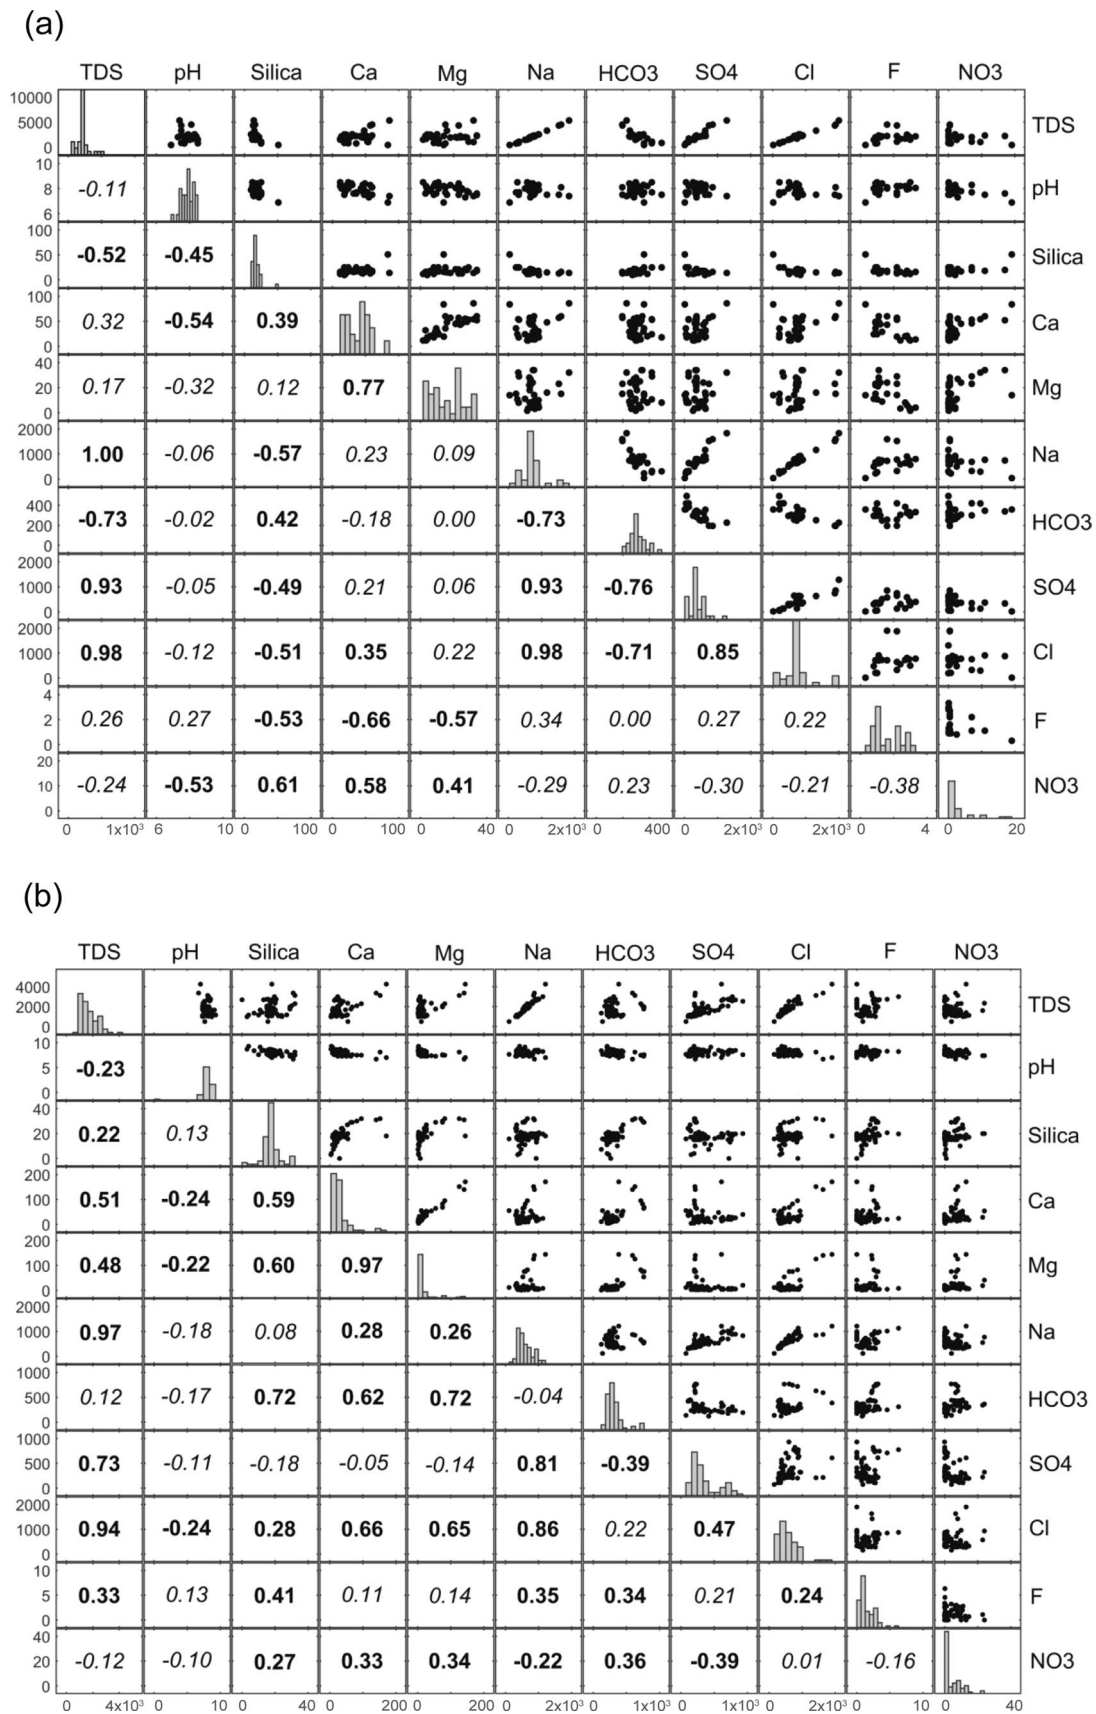 (a)
TDS pH Silica Ca Mg Na HCO3 SO4 Cl F NO3
10000
5000
0
TDS
10
8
6
-0.11
pH
100
50
0
-0.52 -0.45
Silica
100
50
0
0.32 -0.54 0.39
Ca
40
20
0
0.17 -0.32 0.12 0.77
Mg
2000
1000
0
1.00 -0.06 -0.57 0.23 0.09
Na
400
200
0
-0.73 -0.02 0.42 -0.18 0.00 -0.73
HCO3
2000
1000
0
0.93 -0.05 -0.49 0.21 0.06 0.93 -0.76
SO4
2000
1000
0
0.98 -0.12 -0.51 0.35 0.22 0.98 -0.71 0.85
Cl
4
2
0
0.26 0.27 -0.53 -0.66 -0.57 0.34 0.00 0.27 0.22
F
20
10
0
-0.24 -0.53 0.61 0.58 0.41 -0.29 0.23 -0.30 -0.21 -0.38
NO3
0 1x10³ 6 10 0 100 0 100 0 40 0 2x10³ 0 400 0 2x10³ 0 2x10³ 0 4 0 20
(b)
TDS pH Silica Ca Mg Na HCO3 SO4 Cl F NO3
4000
2000
0
TDS
10
5
0
-0.23
pH
40
20
0
0.22 0.13
Silica
200
100
0
0.51 -0.24 0.59
Ca
200
100
0
0.48 -0.22 0.60 0.97
Mg
2000
1000
0
0.97 -0.18 0.08 0.28 0.26
Na
1000
500
0
0.12 -0.17 0.72 0.62 0.72 -0.04
HCO3
1000
500
0
0.73 -0.11 -0.18 -0.05 -0.14 0.81 -0.39
SO4
2000
1000
0
0.94 -0.24 0.28 0.66 0.65 0.86 0.22 0.47
Cl
10
5
0
0.33 0.13 0.41 0.11 0.14 0.35 0.34 0.21 0.24
F
40
20
0
-0.12 -0.10 0.27 0.33 0.34 -0.22 0.36 -0.39 0.01 -0.16
NO3
0 4x10³ 0 10 0 40 0 200 0 200 0 2x10³ 0 1x10³ 0 1x10³ 0 2x10³ 0 10 0 40